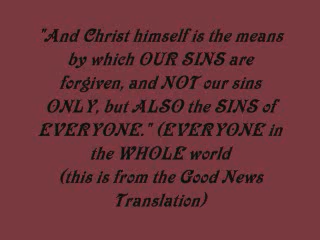 "And Christ himself is the means
by which OUR SINS are
forgiven, and NOT our sins
ONLY, but ALSO the SINS of
EVERYONE." (EVERYONE in
the WHOLE world
(this is from the Good News
Translation)